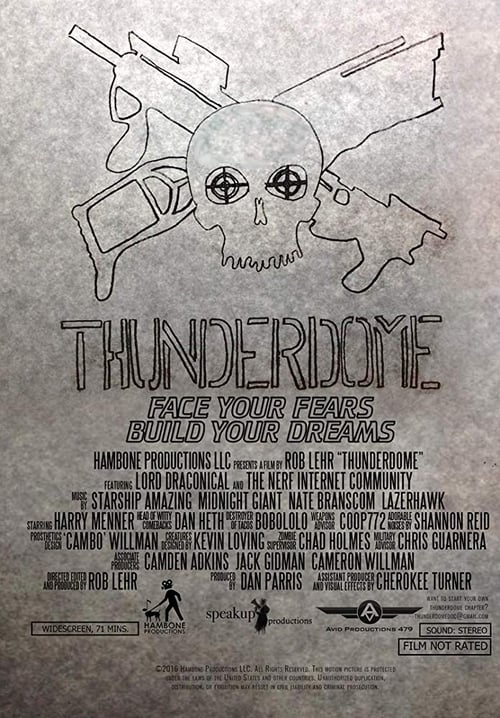 THUNDERDOME
FACE YOUR FEARS
BUILD YOUR DREAMS
HAMBONE PRODUCTIONS LLC PRESENTS A FILM BY ROB LEHR "THUNDERDOME"
FEATURING LORD DRACONICAL AND THE NERF INTERNET COMMUNITY
MUSIC BY STARSHIP AMAZING MIDNIGHT GIANT NATE BRANSCOM LAZERHAWK
STARRING HARRY MENNER HEAD OF WITTY COMEBACKS DAN HETH DESTROYER OF TACOS BOBOLOLO WEAPONS ADVISOR COOP772 ADORABLE NOISES BY SHANNON REID
PROSTHETICS DESIGN 'CAMBO' WILLMAN CREATURES DESIGNED BY KEVIN LOVING ZOMBIE SUPERVISOR CHAD HOLMES MILITARY ADVISOR CHRIS GUARNERA
ASSOCIATE PRODUCERS CAMDEN ADKINS JACK GIDMAN CAMERON WILLMAN
DIRECTED EDITED AND PRODUCED BY ROB LEHR PRODUCED BY DAN PARRIS ASSISTANT PRODUCER AND VISUAL EFFECTS BY CHEROKEE TURNER
WIDESCREEN, 71 MINS.
HAMBONE
PRODUCTIONS
speakup productions
A
AVID PRODUCTIONS 479
WANT TO START YOUR OWN
THUNDERDOME CHAPTER?
THUNDERDOMEDOC@GMAIL.COM
SOUND: STEREO
FILM NOT RATED
©2016 HAMBONE PRODUCTIONS LLC. ALL RIGHTS RESERVED. THIS MOTION PICTURE IS PROTECTED
UNDER THE LAWS OF THE UNITED STATES AND OTHER COUNTRIES. UNAUTHORIZED DUPLICATION,
DISTRIBUTION, OR EXHIBITION MAY RESULT IN CIVIL LIABILITY AND CRIMINAL PROSECUTION.